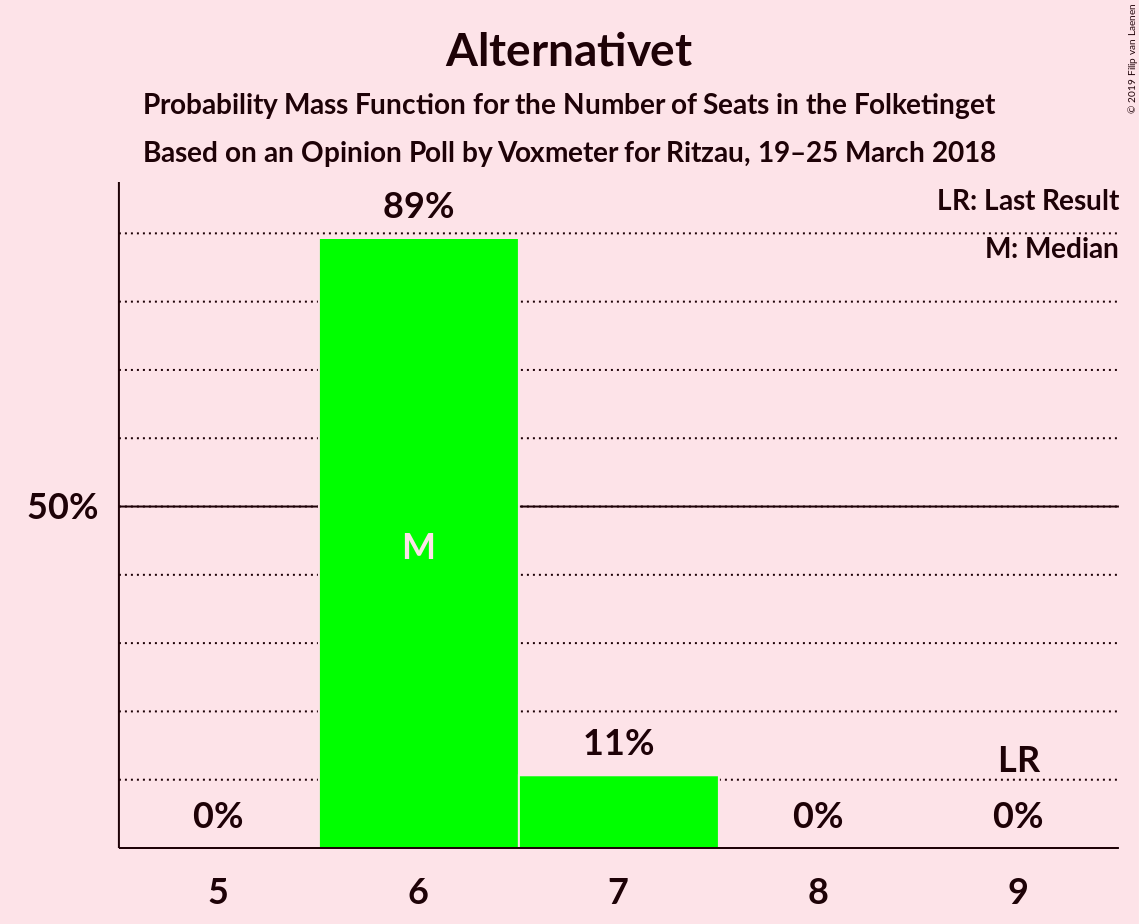 Alternativet
Probability Mass Function for the Number of Seats in the Folketinget
Based on an Opinion Poll by Voxmeter for Ritzau, 19–25 March 2018
© 2019 Filip van Laenen
LR: Last Result
M: Median
89%
50%
M
11%
LR
0%
0%
0%
5 6 7 8 9